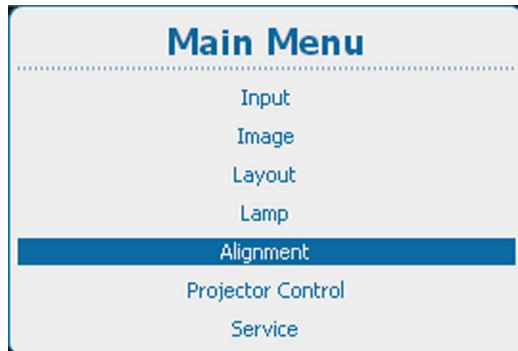 Main Menu
Input
Image
Layout
Lamp
Alignment
Projector Control
Service